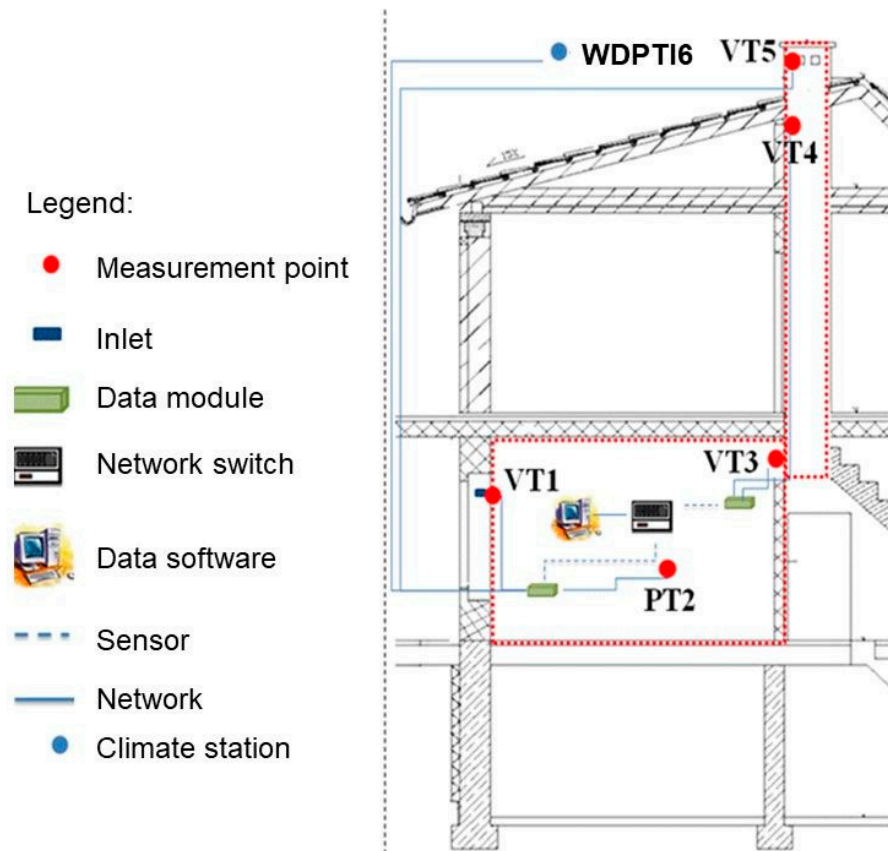 WDPTI6
VT5
VT4
15%
Legend:
Measurement point
Inlet
Data module
Network switch
Data software
Sensor
Network
Climate station
VT3
VT1
PT2